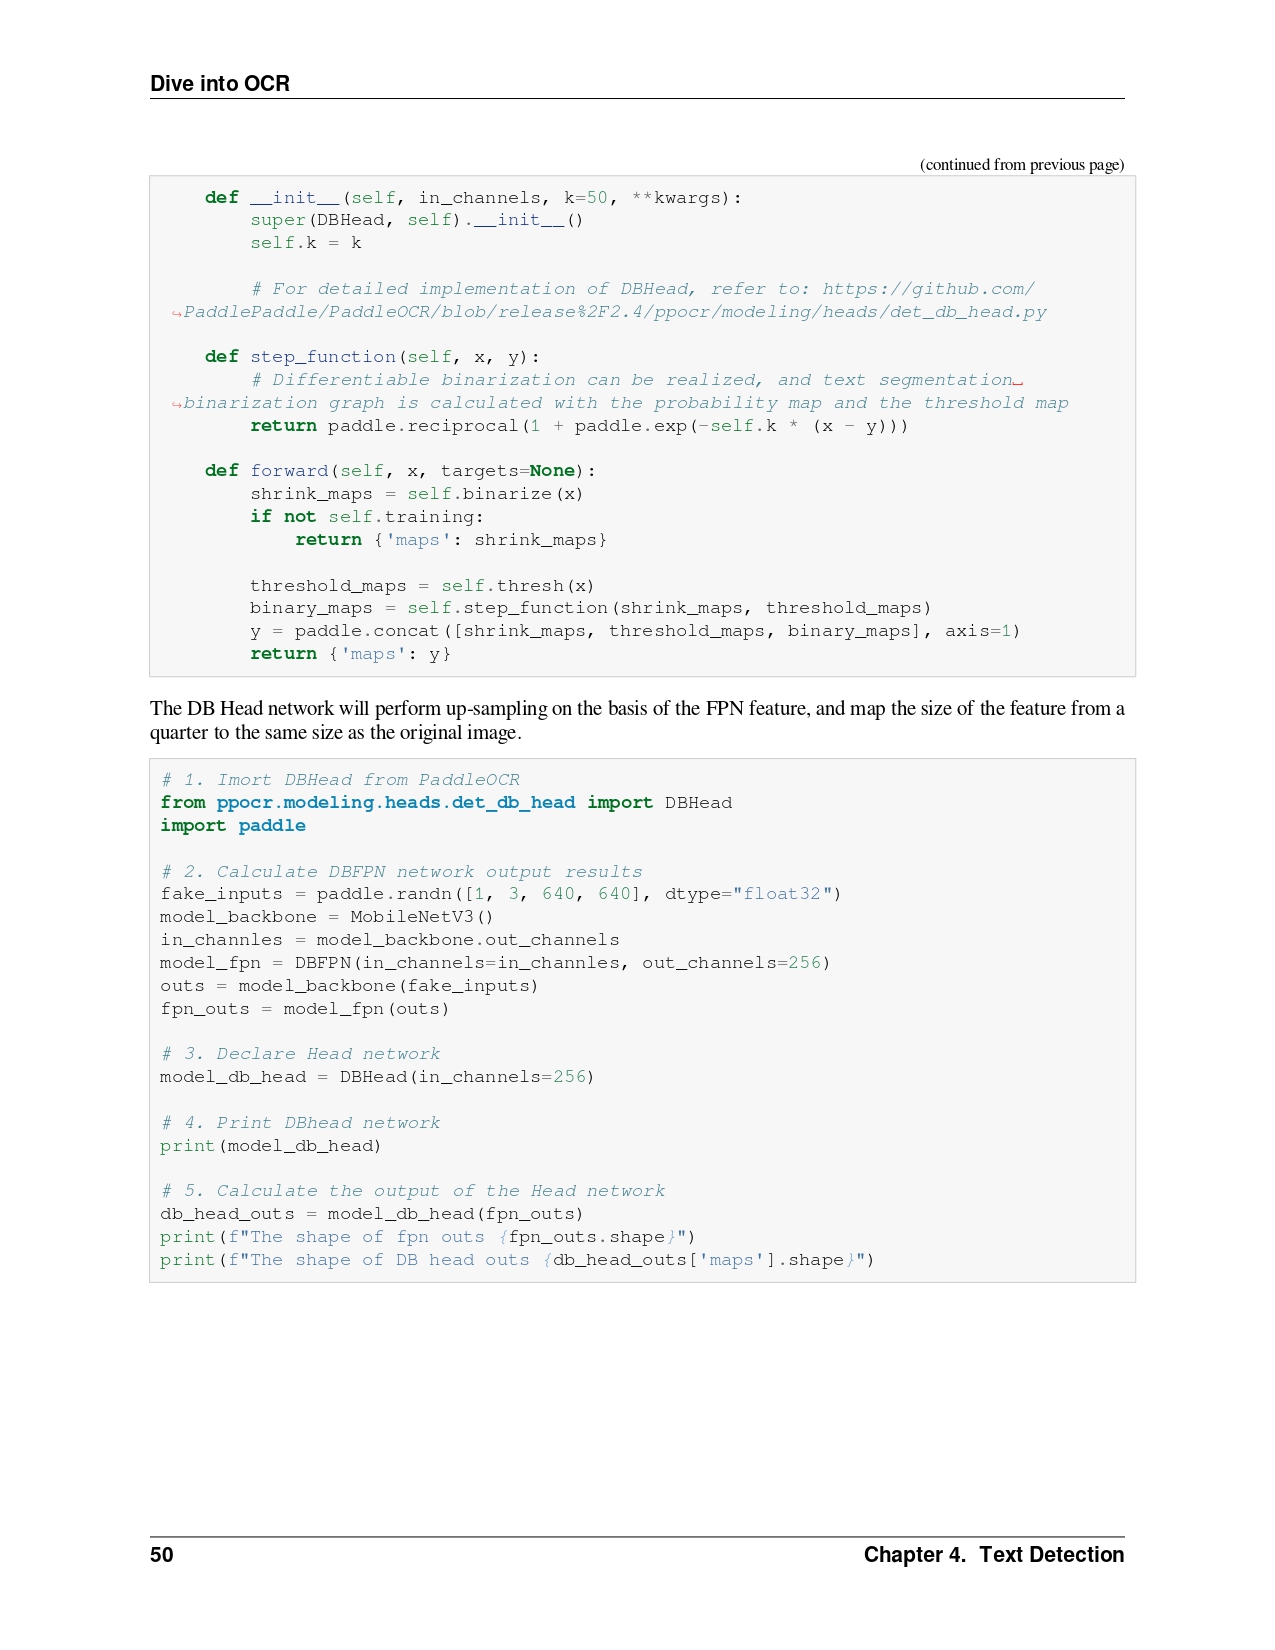 Dive into OCR
(continued from previous page)
    def __init__(self, in_channels, k=50, **kwargs):
        super(DBHead, self).__init__()
        self.k = k
        # For detailed implementation of DBHead, refer to: https://github.com/
↪PaddlePaddle/PaddleOCR/blob/release%2F2.4/ppocr/modeling/heads/det_db_head.py
    def step_function(self, x, y):
        # Differentiable binarization can be realized, and text segmentation␣
↪binarization graph is calculated with the probability map and the threshold map
        return paddle.reciprocal(1 + paddle.exp(-self.k * (x - y)))
    def forward(self, x, targets=None):
        shrink_maps = self.binarize(x)
        if not self.training:
            return {'maps': shrink_maps}
        threshold_maps = self.thresh(x)
        binary_maps = self.step_function(shrink_maps, threshold_maps)
        y = paddle.concat([shrink_maps, threshold_maps, binary_maps], axis=1)
        return {'maps': y}
The DB Head network will perform up-sampling on the basis of the FPN feature, and map the size of the feature from a
quarter to the same size as the original image.
# 1. Imort DBHead from PaddleOCR
from ppocr.modeling.heads.det_db_head import DBHead
import paddle
# 2. Calculate DBFPN network output results
fake_inputs = paddle.randn([1, 3, 640, 640], dtype="float32")
model_backbone = MobileNetV3()
in_channles = model_backbone.out_channels
model_fpn = DBFPN(in_channels=in_channles, out_channels=256)
outs = model_backbone(fake_inputs)
fpn_outs = model_fpn(outs)
# 3. Declare Head network
model_db_head = DBHead(in_channels=256)
# 4. Print DBhead network
print(model_db_head)
# 5. Calculate the output of the Head network
db_head_outs = model_db_head(fpn_outs)
print(f"The shape of fpn outs {fpn_outs.shape}")
print(f"The shape of DB head outs {db_head_outs['maps'].shape}")
50 Chapter 4. Text Detection